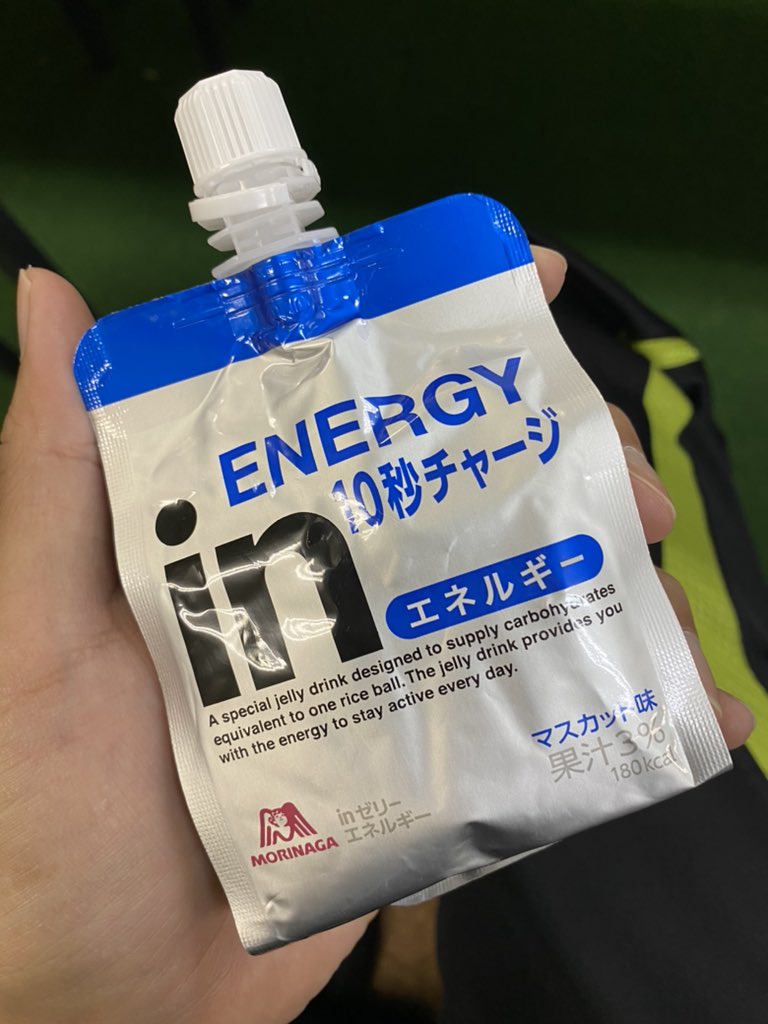 ENERGY
10秒チャージ
in
エネルギー
A special jelly drink designed to supply carbohydrates
equivalent to one rice ball. The jelly drink provides you
with the energy to stay active every day.
マスカット味
果汁3%
180kcal
MORINAGA
inゼリー
エネルギー